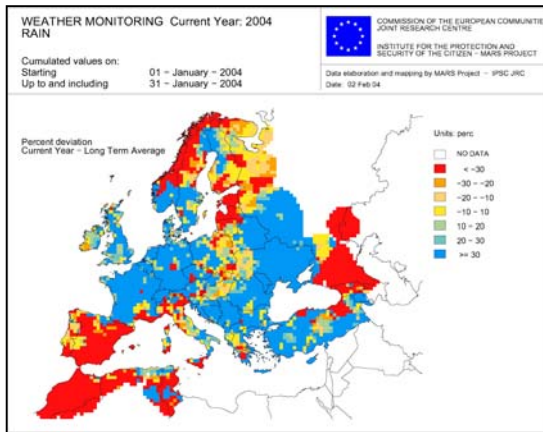 WEATHER MONITORING Current Year: 2004
RAIN
Cumulated values on:
Starting 01 - January - 2004
Up to and including 31 - January - 2004
COMMISSION OF THE EUROPEAN COMMUNITIE
JOINT RESEARCH CENTRE
INSTITUTE FOR THE PROTECTION AND
SECURITY OF THE CITIZEN - MARS PROJECT
Data elaboration and mapping by MARS Project - IPSC JRC
Date: 02 Feb 04
Percent deviation
Current Year - Long Term Average
Units: perc
NO DATA
< -30
-30 - -20
-20 - -10
-10 - 10
10 - 20
20 - 30
>= 30